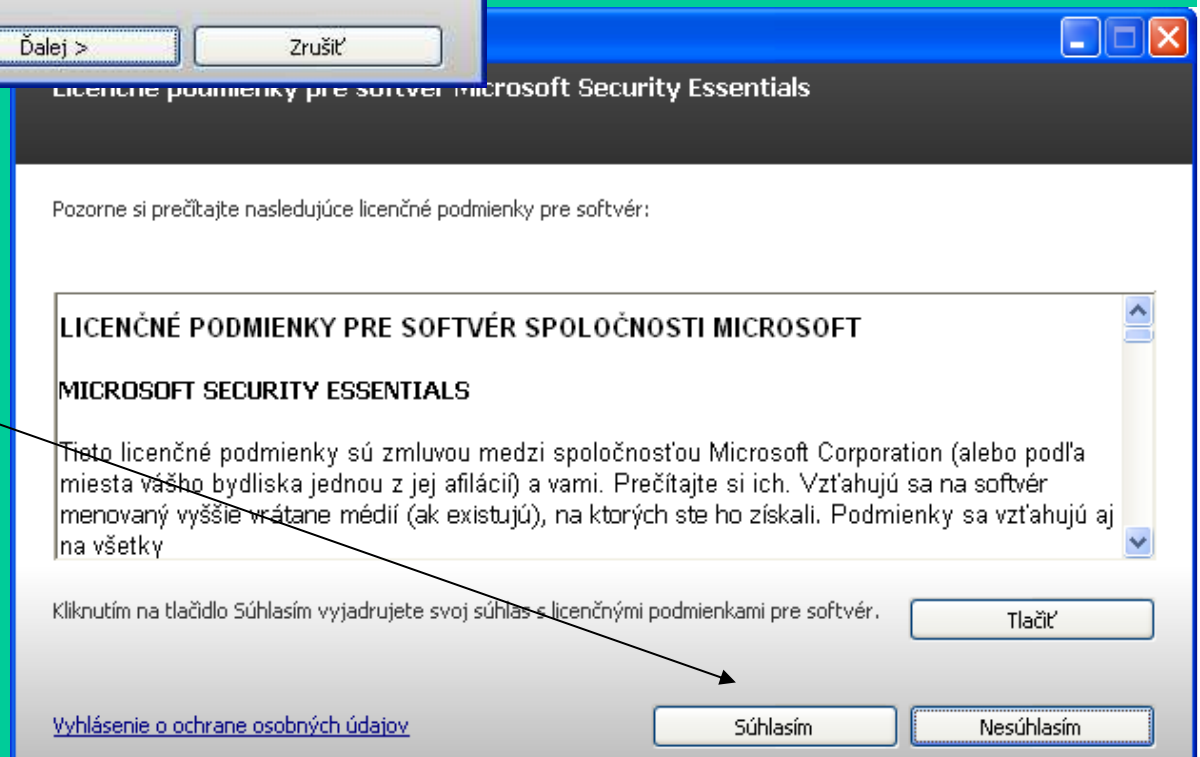 Ďalej >
Zrušiť
Licenčné podmienky pre softvér Microsoft Security Essentials
Pozorne si prečítajte nasledujúce licenčné podmienky pre softvér:
LICENČNÉ PODMIENKY PRE SOFTVÉR SPOLOČNOSTI MICROSOFT
MICROSOFT SECURITY ESSENTIALS
Tieto licenčné podmienky sú zmluvou medzi spoločnosťou Microsoft Corporation (alebo podľa
miesta vášho bydliska jednou z jej afilácií) a vami. Prečítajte si ich. Vzťahujú sa na softvér
menovaný vyššie vrátane médií (ak existujú), na ktorých ste ho získali. Podmienky sa vzťahujú aj
na všetky
Kliknutím na tlačidlo Súhlasím vyjadrujete svoj súhlas s licenčnými podmienkami pre softvér.
Tlačiť
Vyhlásenie o ochrane osobných údajov
Súhlasím
Nesúhlasím